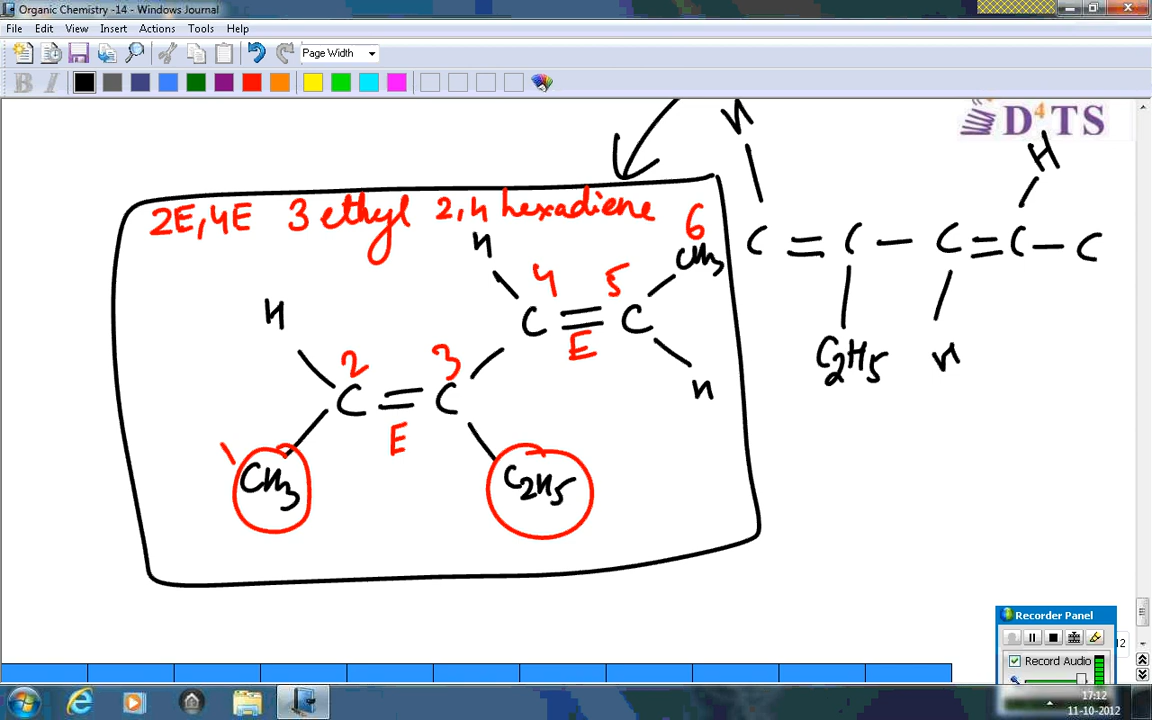 Organic Chemistry -14 - Windows Journal
File Edit View Insert Actions Tools Help
Page Width
B I
D4TS
H
H
2E,4E 3 ethyl 2,4 hexadiene
H
6
CH3
C = C - C = C - C
4 5
H
C = C
E
C2H5 H
2 3
C = C
H
E
1
CH3
C2H5
Recorder Panel
12
Record Audio
17:12
11-10-2012